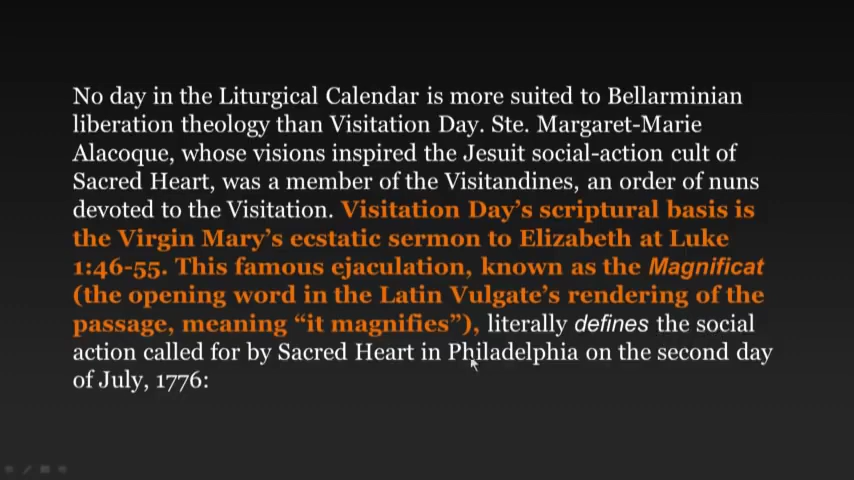 No day in the Liturgical Calendar is more suited to Bellarminian
liberation theology than Visitation Day. Ste. Margaret-Marie
Alacoque, whose visions inspired the Jesuit social-action cult of
Sacred Heart, was a member of the Visitandines, an order of nuns
devoted to the Visitation. Visitation Day’s scriptural basis is
the Virgin Mary’s ecstatic sermon to Elizabeth at Luke
1:46-55. This famous ejaculation, known as the Magnificat
(the opening word in the Latin Vulgate’s rendering of the
passage, meaning “it magnifies”), literally defines the social
action called for by Sacred Heart in Philadelphia on the second day
of July, 1776: